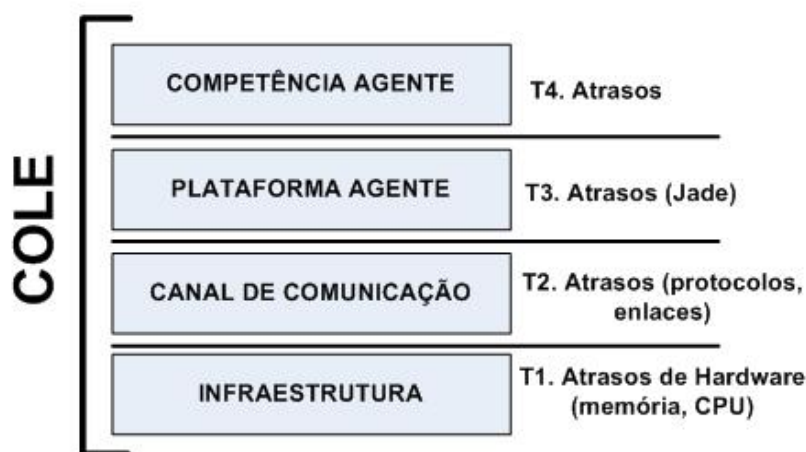 COLE
COMPETÊNCIA AGENTE
T4. Atrasos
PLATAFORMA AGENTE
T3. Atrasos (Jade)
CANAL DE COMUNICAÇÃO
T2. Atrasos (protocolos,
enlaces)
INFRAESTRUTURA
T1. Atrasos de Hardware
(memória, CPU)